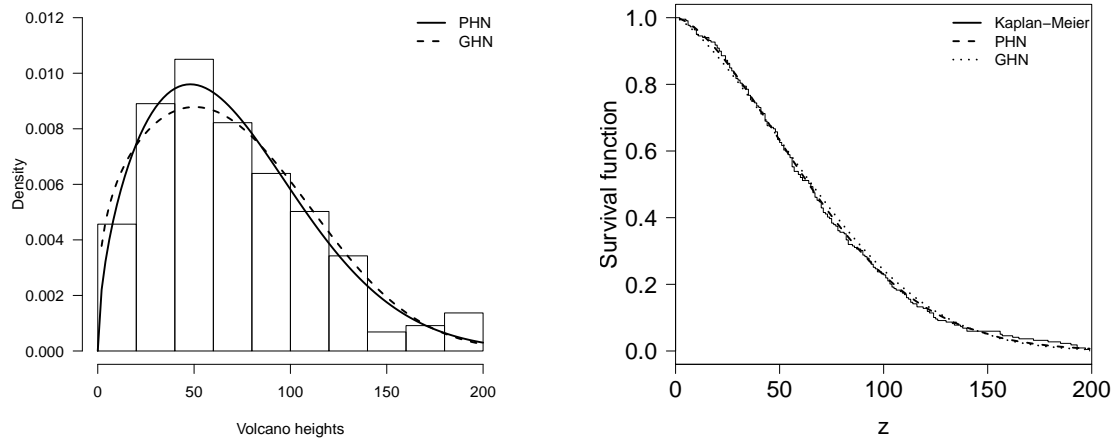 0.012
0.010
0.008
0.006
0.004
0.002
0.000
Density
0 50 100 150 200
Volcano heights
PHN
GHN
1.0
0.8
0.6
0.4
0.2
0.0
Survival function
0 50 100 150 200
z
Kaplan−Meier
PHN
GHN